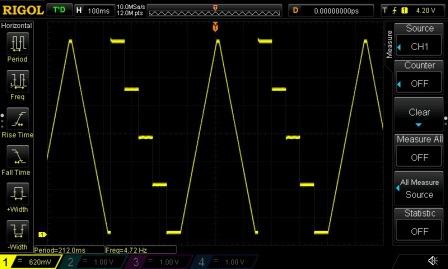 RIGOL T'D H 100ms 10.0MSa/s 12.0M pts D 0.00000000ps T 1 4.20 V
Horizontal
Period
Freq
Rise Time
Fall Time
+Width
-Width
Measure
Source
CH1
Counter
OFF
Clear
Measure All
OFF
All Measure
Source
Statistic
OFF
1
Period=212.0ms Freq=4.72 Hz
1 = 620mV 2 = 1.00 V 3 = 1.00 V 4 = 1.00 V